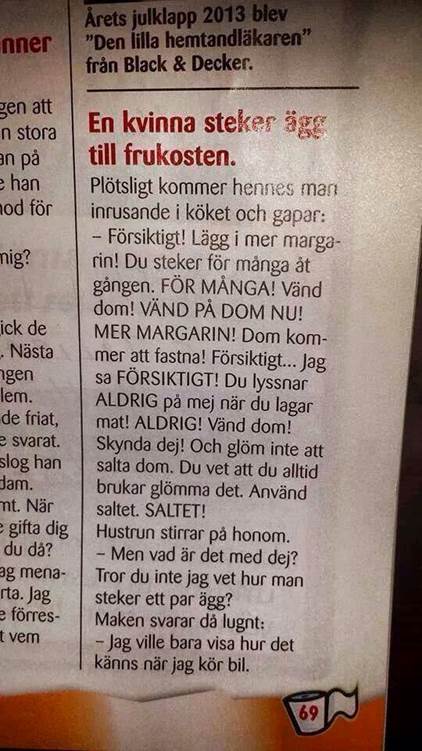 Årets julklapp 2013 blev
"Den lilla hemtandläkaren"
från Black & Decker.
En kvinna steker ägg
till frukosten.
Plötsligt kommer hennes man
inrusande i köket och gapar:
– Försiktigt! Lägg i mer marga-
rin! Du steker för många åt
gången. FÖR MÅNGA! Vänd
dom! VÄND PÅ DOM NU!
MER MARGARIN! Dom kom-
mer att fastna! Försiktigt... Jag
sa FÖRSIKTIGT! Du lyssnar
ALDRIG på mej när du lagar
mat! ALDRIG! Vänd dom!
Skynda dej! Och glöm inte att
salta dom. Du vet att du alltid
brukar glömma det. Använd
saltet. SALTET!
Hustrun stirrar på honom.
– Men vad är det med dej?
Tror du inte jag vet hur man
steker ett par ägg?
Maken svarar då lugnt:
– Jag ville bara visa hur det
känns när jag kör bil.
69
nner
gen att
n stora
an på
e han
nod för
mig?
ick de
. Nästa
ngen
lem.
de friat,
e svarat.
slog han
dam.
mt. När
e gifta dig
du då?
ag mena-
rta. Jag
e förres-
t vem